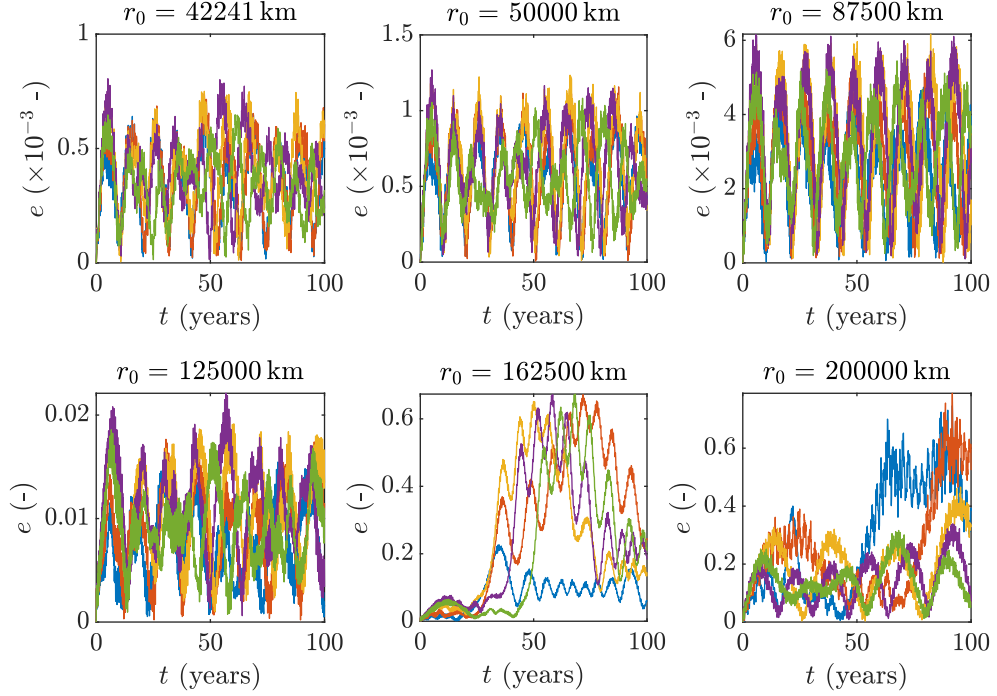 r₀ = 42241 km
1
0.5
0
e (×10⁻³ -)
0 50 100
t (years)
r₀ = 50000 km
1.5
1
0.5
0
e (×10⁻³ -)
0 50 100
t (years)
r₀ = 87500 km
6
4
2
0
e (×10⁻³ -)
0 50 100
t (years)
r₀ = 125000 km
0.02
0.01
0
e (-)
0 50 100
t (years)
r₀ = 162500 km
0.6
0.4
0.2
0
e (-)
0 50 100
t (years)
r₀ = 200000 km
0.6
0.4
0.2
0
e (-)
0 50 100
t (years)